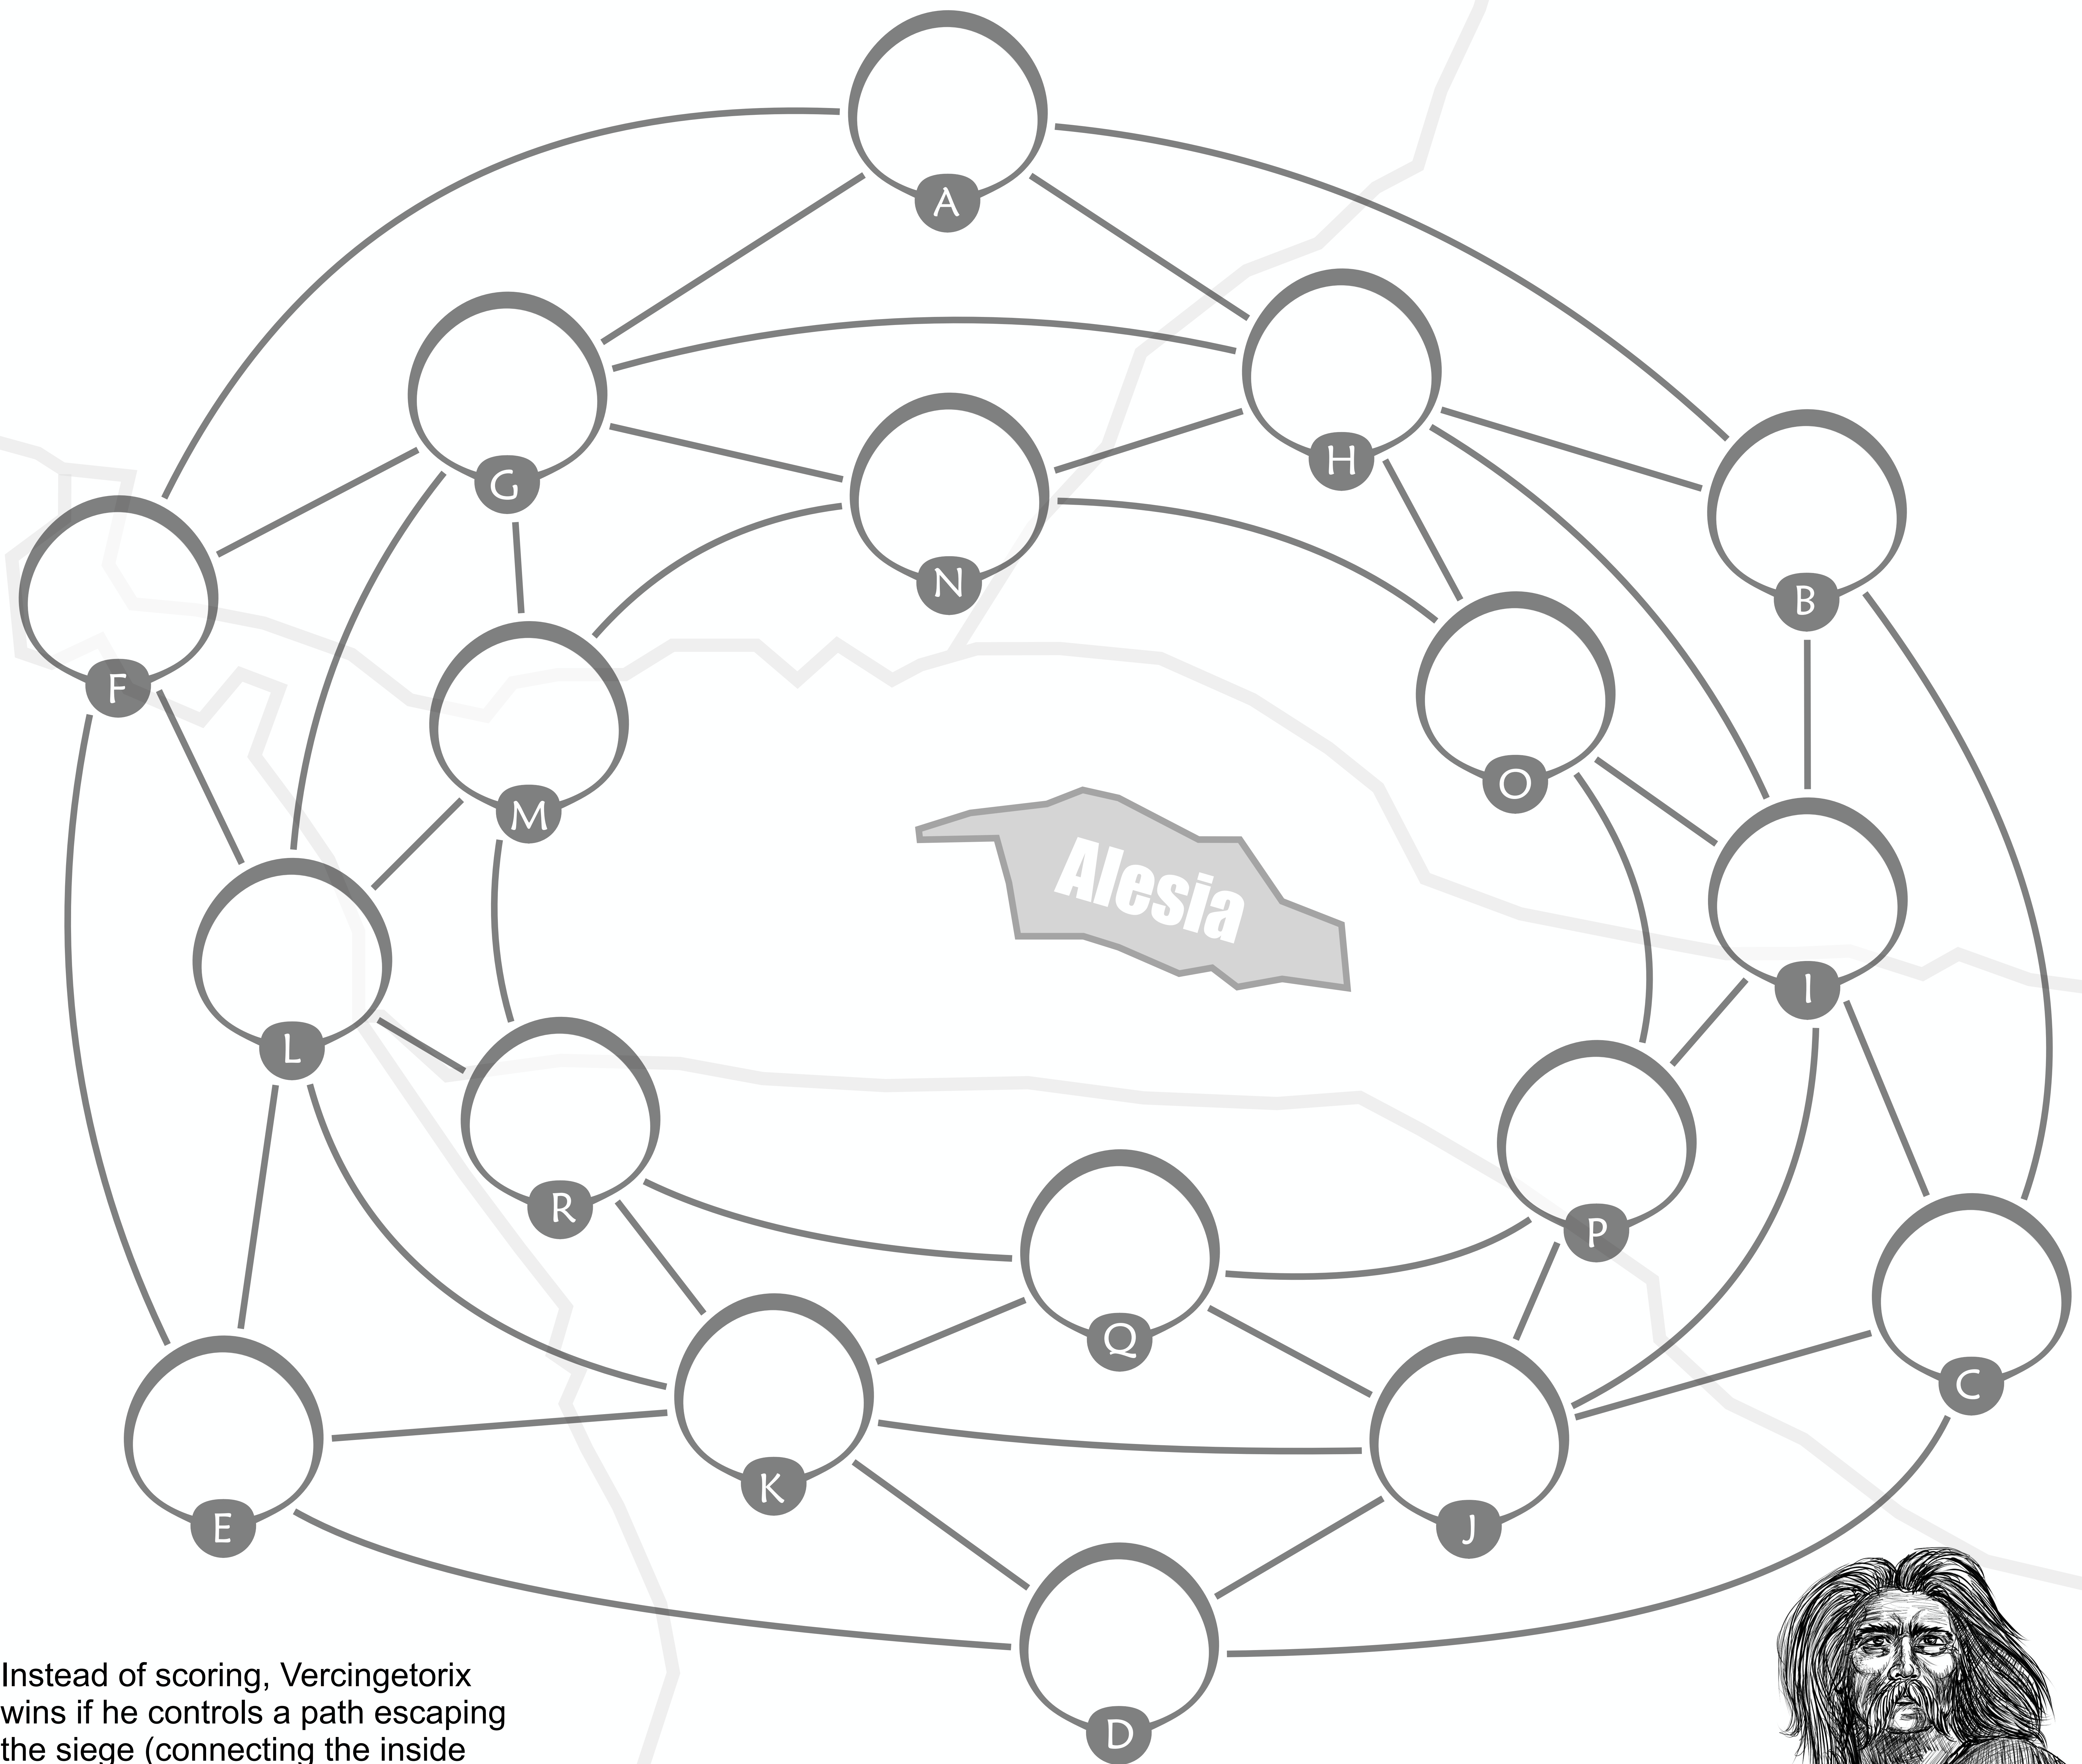 A
H
G
N
B
F
O
M
Alesia
I
L
R
P
Q
C
K
E
J
D
Instead of scoring, Vercingetorix
wins if he controls a path escaping
the siege (connecting the inside